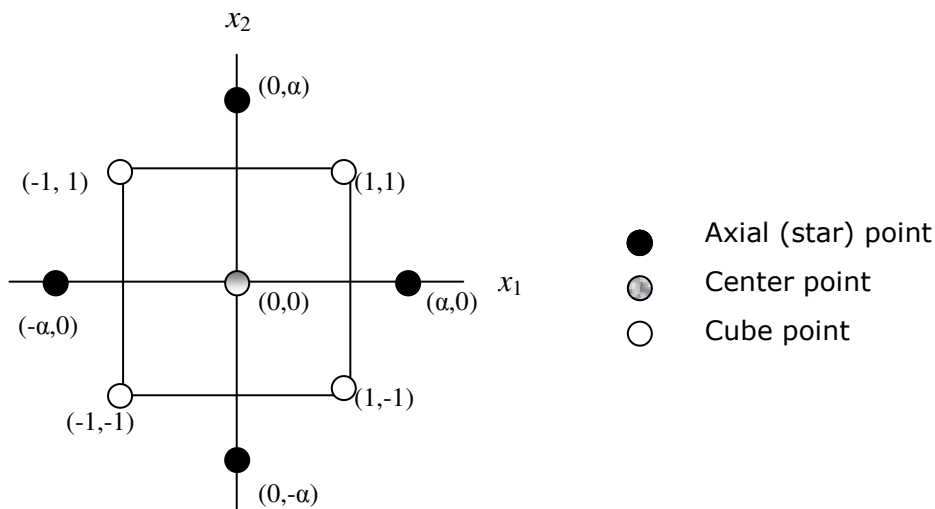 x₂
(0,α)
(-1, 1)
(1,1)
x₁
(0,0)
(α,0)
(-α,0)
(1,-1)
(-1,-1)
(0,-α)
Axial (star) point
Center point
Cube point